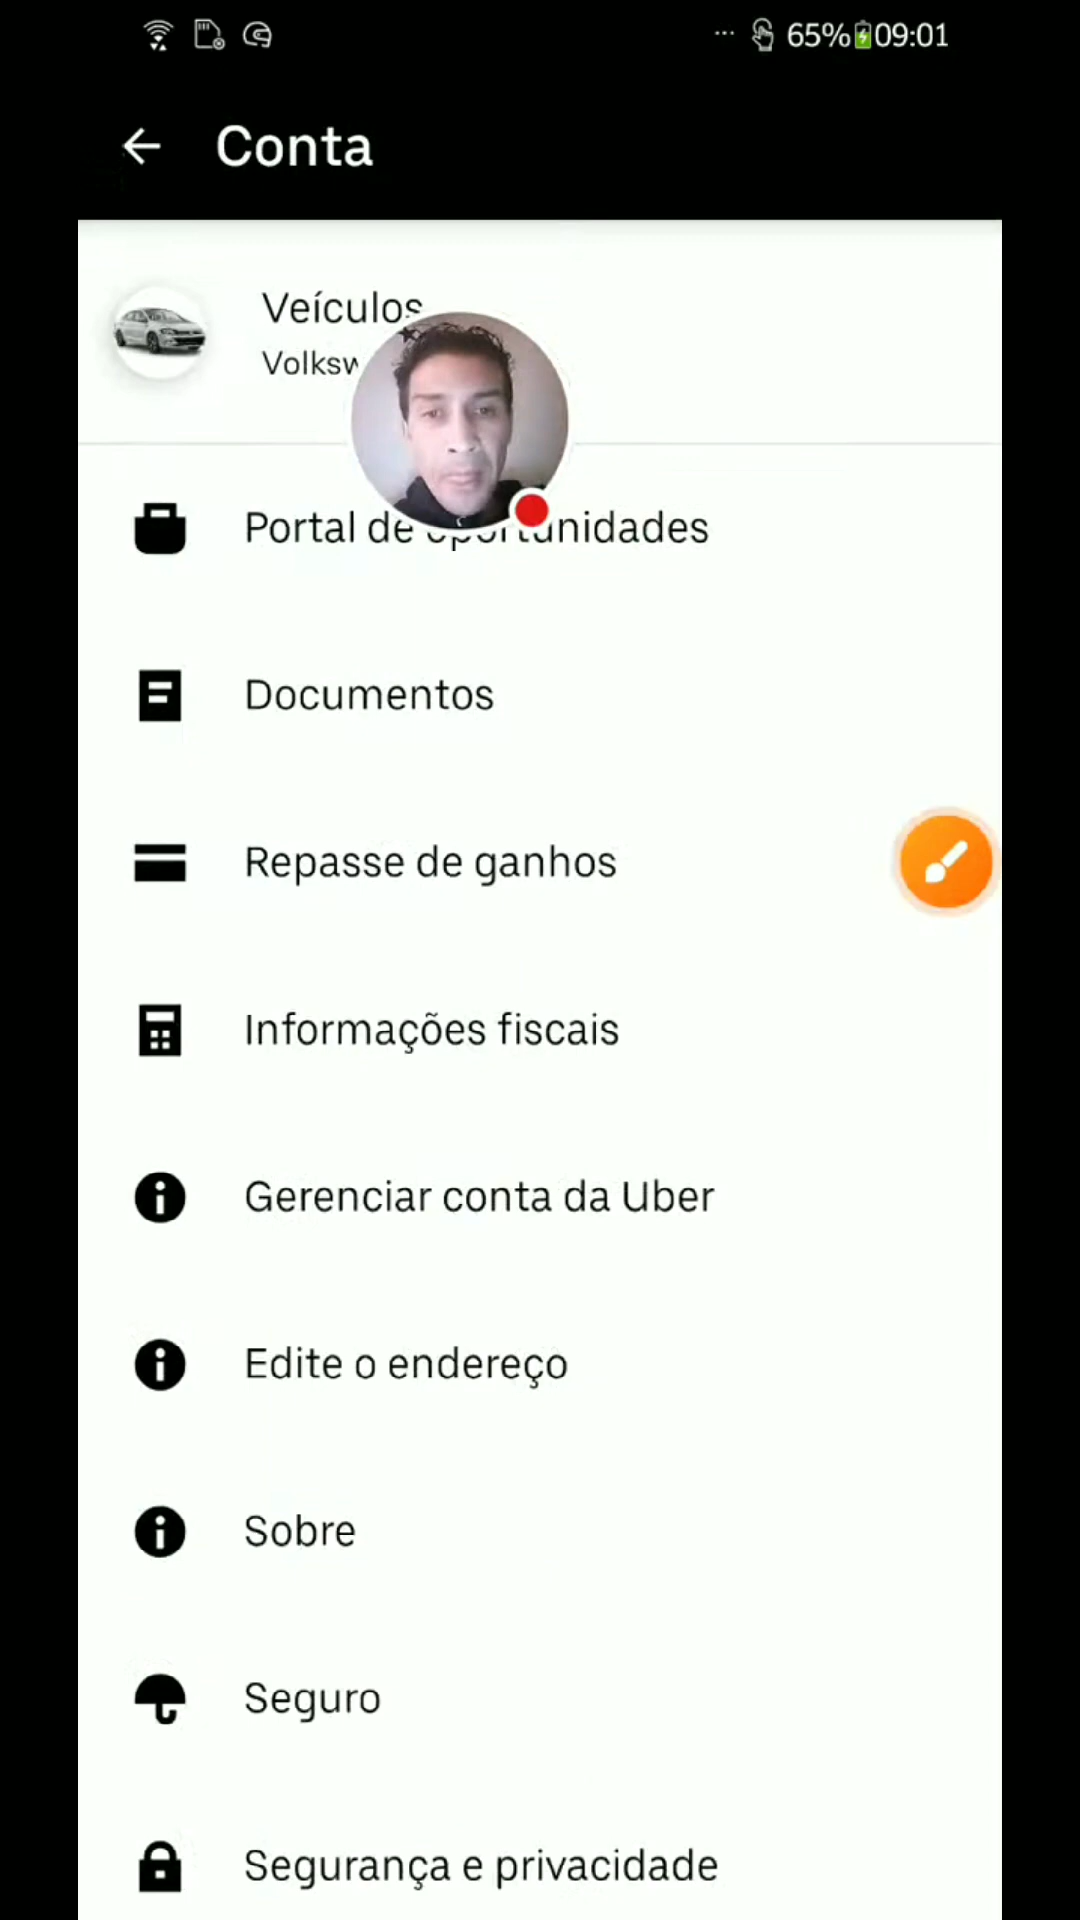 65% 09:01
Conta
Veículos
Portal de oportunidades
Documentos
Repasse de ganhos
Informações fiscais
Gerenciar conta da Uber
Edite o endereço
Sobre
Seguro
Segurança e privacidade